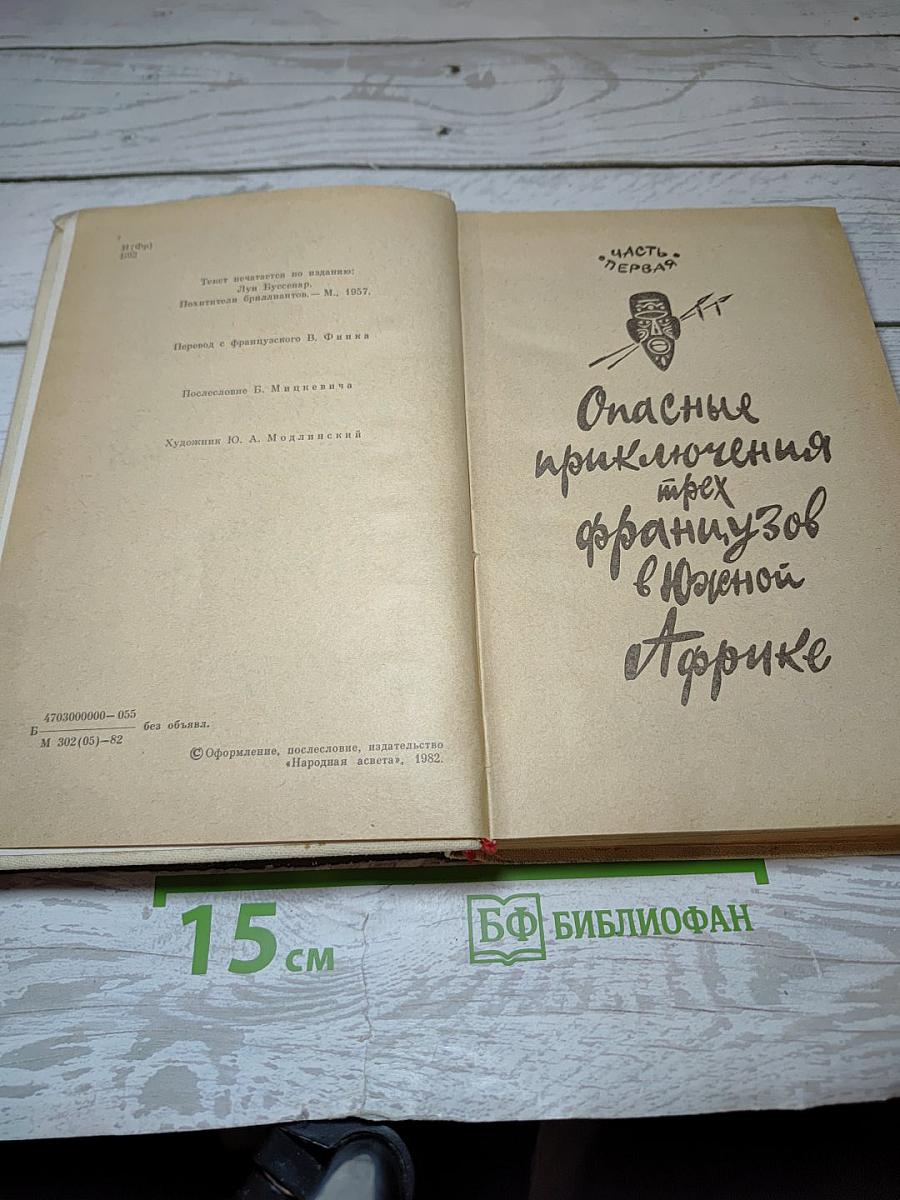 И(Фр)
Б92
Текст печатается по изданию:
Луи Буссенар.
Похитители бриллиантов.— М., 1957.
Перевод с французского В. Финка
Послесловие Б. Мицкевича
Художник Ю. А. Модлинский
Б 4703000000—055 без объявл.
М 302(05)—82
© Оформление, послесловие, издательство
«Народная асвета», 1982.
ЧАСТЬ
ПЕРВАЯ
Опасные
приключения
трех
французов
в Южной
Африке
15 см
БФ БИБЛИОФАН